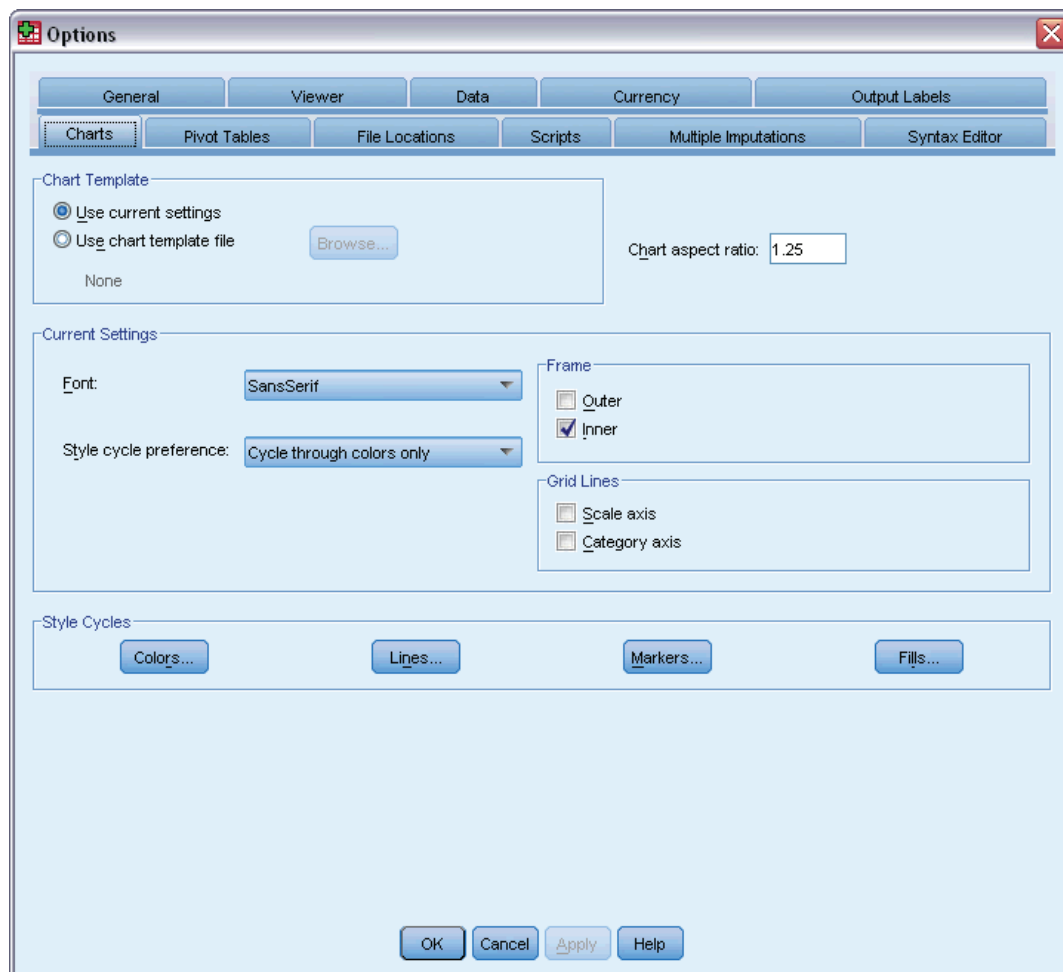 Options
General Viewer Data Currency Output Labels
Charts Pivot Tables File Locations Scripts Multiple Imputations Syntax Editor
Chart Template
Use current settings
Use chart template file Browse...
None
Chart aspect ratio: 1.25
Current Settings
Font: SansSerif
Style cycle preference: Cycle through colors only
Frame
Outer
Inner
Grid Lines
Scale axis
Category axis
Style Cycles
Colors... Lines... Markers... Fills...
OK Cancel Apply Help